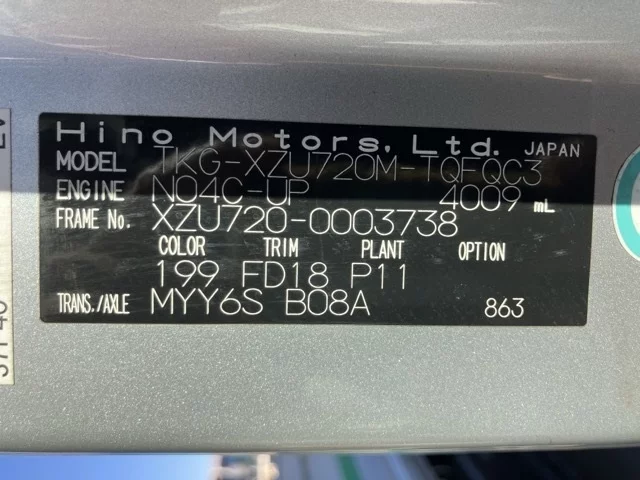 Hino Motors, Ltd. JAPAN
MODEL TKG-XZU720M-TQFQC3
ENGINE N04C-UP 4009 mL
FRAME No. XZU720-0003738
COLOR TRIM PLANT OPTION
199 FD18 P11
TRANS./AXLE MYY6S B08A 863